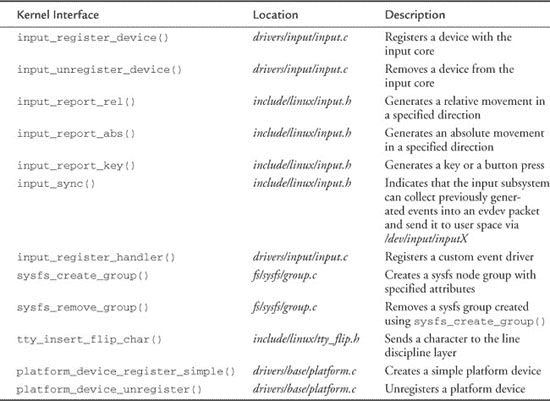 Kernel Interface Location Description
input_register_device() drivers/input/input.c Registers a device with the
input core
input_unregister_device() drivers/input/input.c Removes a device from the
input core
input_report_rel() include/linux/input.h Generates a relative movement in
a specified direction
input_report_abs() include/linux/input.h Generates an absolute movement
in a specified direction
input_report_key() include/linux/input.h Generates a key or a button press
input_sync() include/linux/input.h Indicates that the input subsystem
can collect previously gener-
ated events into an evdev packet
and send it to user space via
/dev/input/inputX
input_register_handler() drivers/input/input.c Registers a custom event driver
sysfs_create_group() fs/sysfs/group.c Creates a sysfs node group with
specified attributes
sysfs_remove_group() fs/sysfs/group.c Removes a sysfs group created
using sysfs_create_group()
tty_insert_flip_char() include/linux/tty_flip.h Sends a character to the line
discipline layer
platform_device_register_simple() drivers/base/platform.c Creates a simple platform device
platform_device_unregister() drivers/base/platform.c Unregisters a platform device